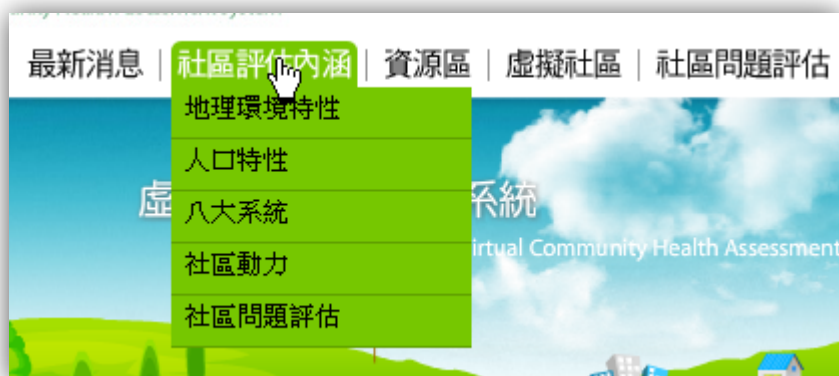 最新消息 | 社區評估內涵 | 資源區 | 虛擬社區 | 社區問題評估
地理環境特性
人口特性
八大系統
社區動力
社區問題評估
虛
系統
irtual Community Health Assessment